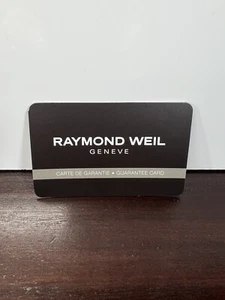 RAYMOND WEIL
GENEVE
CARTE DE GARANTIE • GUARANTEE CARD